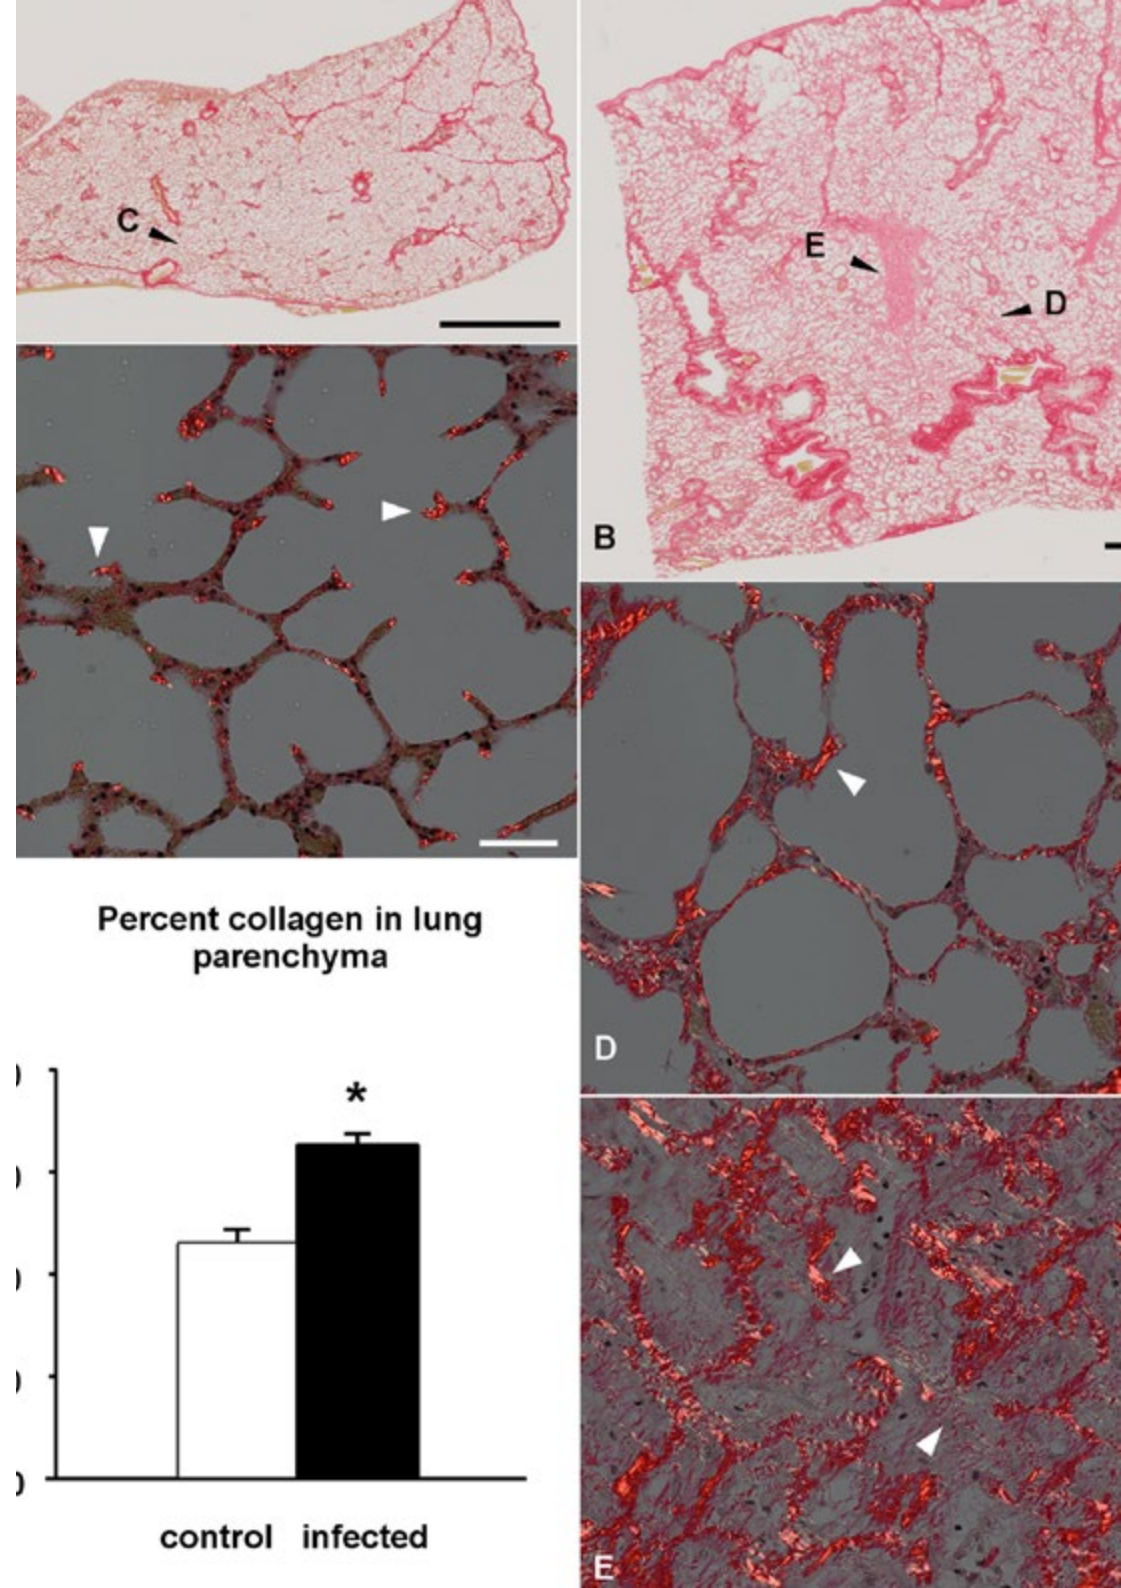 C
E
D
B
Percent collagen in lung
parenchyma
D
*
control infected
E